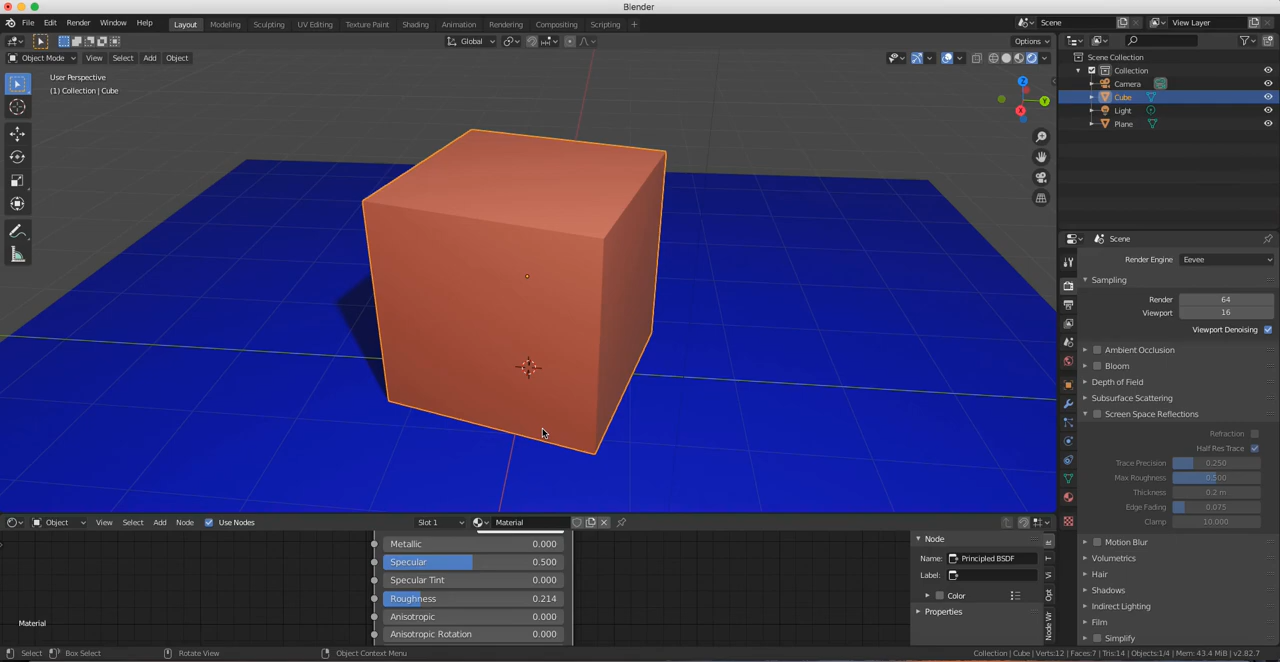 Blender
File Edit Render Window Help Layout Modeling Sculpting UV Editing Texture Paint Shading Animation Rendering Compositing Scripting + Scene View Layer
Global Options
Object Mode View Select Add Object
User Perspective
(1) Collection | Cube
Z
Y
X
Scene Collection
Collection
Camera
Cube
Light
Plane
Scene
Render Engine Eevee
Sampling
Render 64
Viewport 16
Viewport Denoising
Ambient Occlusion
Bloom
Depth of Field
Subsurface Scattering
Screen Space Reflections
Refraction
Half Res Trace
Trace Precision 0.250
Max Roughness 0.500
Thickness 0.2 m
Edge Fading 0.075
Clamp 10.000
Motion Blur
Volumetrics
Hair
Shadows
Indirect Lighting
Film
Simplify
Object View Select Add Node Use Nodes Slot 1 Material
Metallic 0.000
Specular 0.500
Specular Tint 0.000
Roughness 0.214
Anisotropic 0.000
Anisotropic Rotation 0.000
Material
Node
Name: Principled BSDF
Label:
Color
Properties
Vi
Opt
Node Wr
Select Box Select Rotate View Object Context Menu Collection | Cube | Verts:12 | Faces:7 | Tris:14 | Objects:1/4 | Mem: 43.4 MiB | v2.82.7